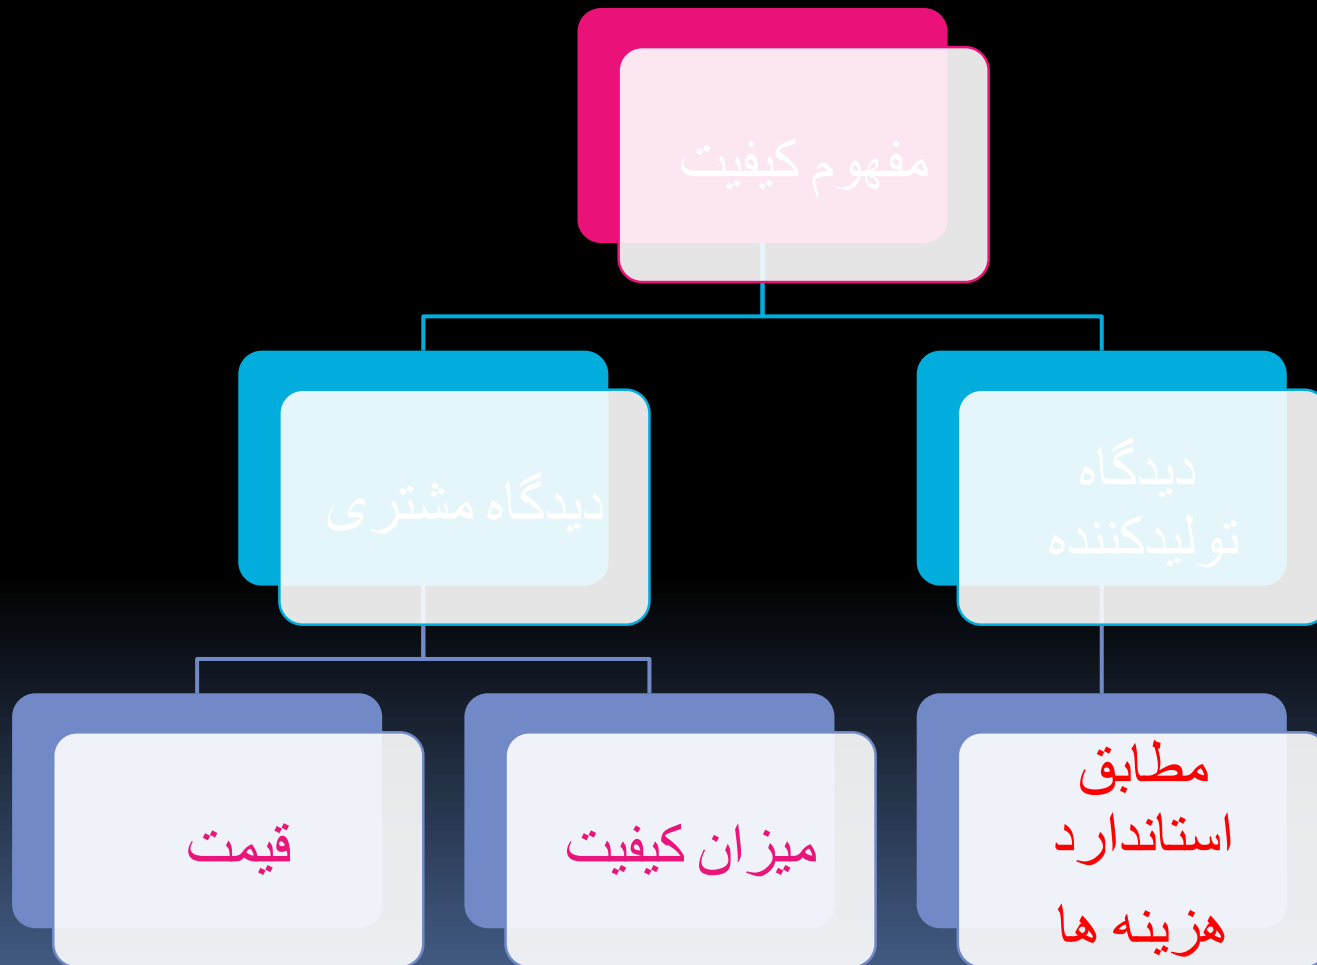 مفهوم کیفیت
دیدگاه
تولیدکننده
دیدگاه مشتری
مطابق
استاندارد
هزینه ها
میزان کیفیت
قیمت